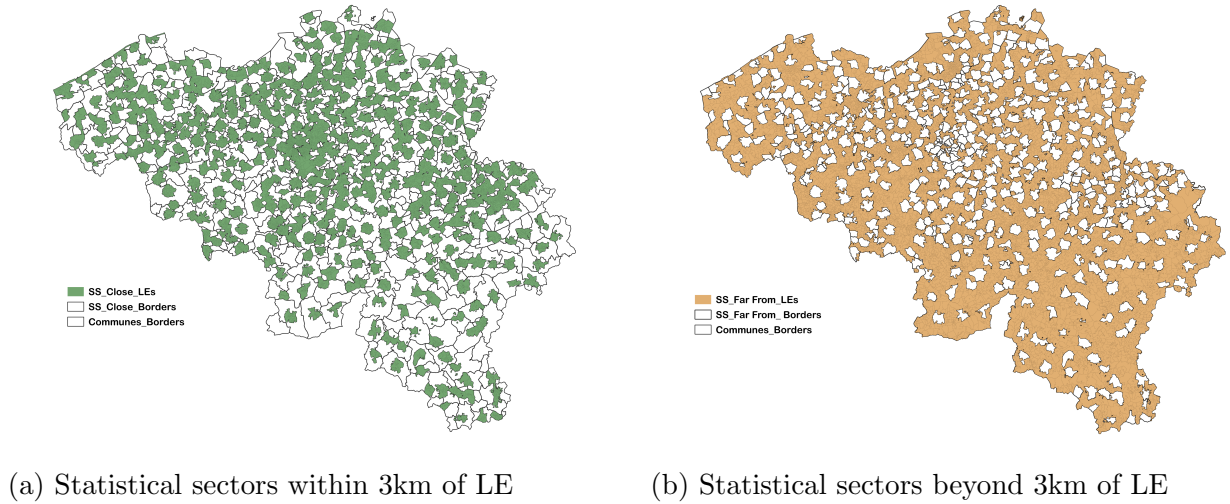 SS_Close_LEs
SS_Close_Borders
Communes_Borders
SS_Far From_LEs
SS_Far From_ Borders
Communes_Borders
(a) Statistical sectors within 3km of LE
(b) Statistical sectors beyond 3km of LE